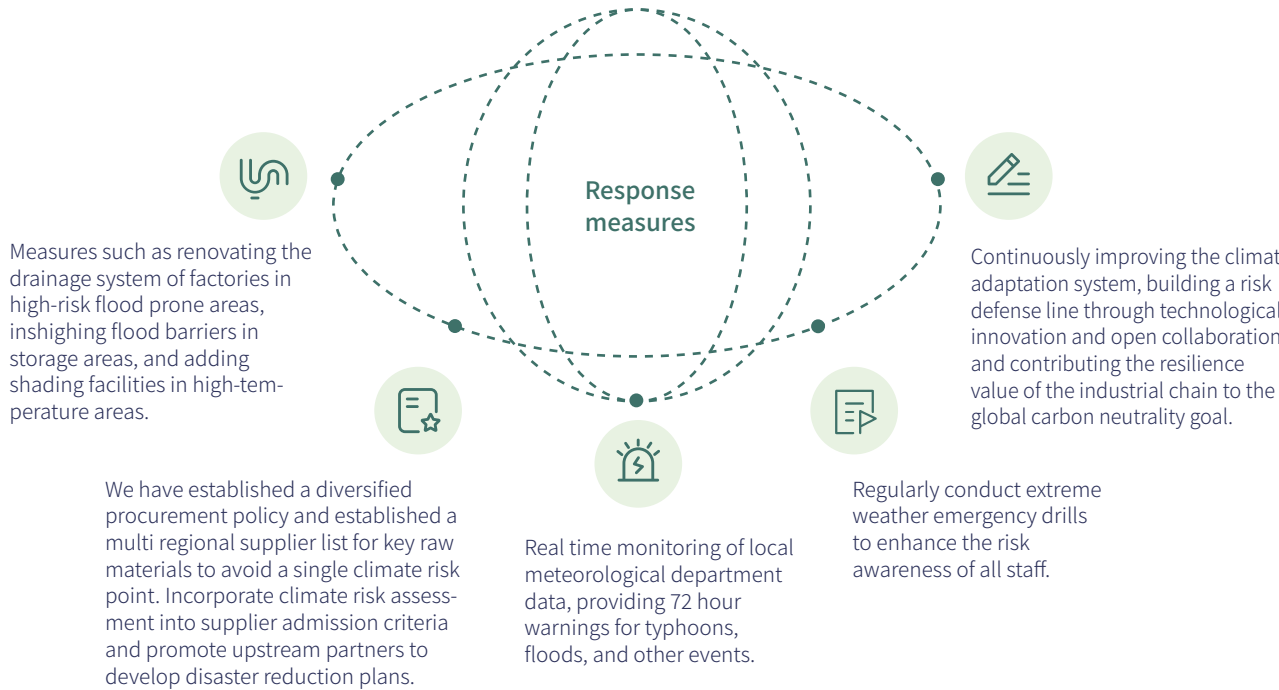 Response
measures
Measures such as renovating the
drainage system of factories in
high-risk flood prone areas,
inshighing flood barriers in
storage areas, and adding
shading facilities in high-tem-
perature areas.
We have established a diversified
procurement policy and established a
multi regional supplier list for key raw
materials to avoid a single climate risk
point. Incorporate climate risk assess-
ment into supplier admission criteria
and promote upstream partners to
develop disaster reduction plans.
Real time monitoring of local
meteorological department
data, providing 72 hour
warnings for typhoons,
floods, and other events.
Regularly conduct extreme
weather emergency drills
to enhance the risk
awareness of all staff.
Continuously improving the climat
adaptation system, building a risk
defense line through technological
innovation and open collaboration
and contributing the resilience
value of the industrial chain to the
global carbon neutrality goal.